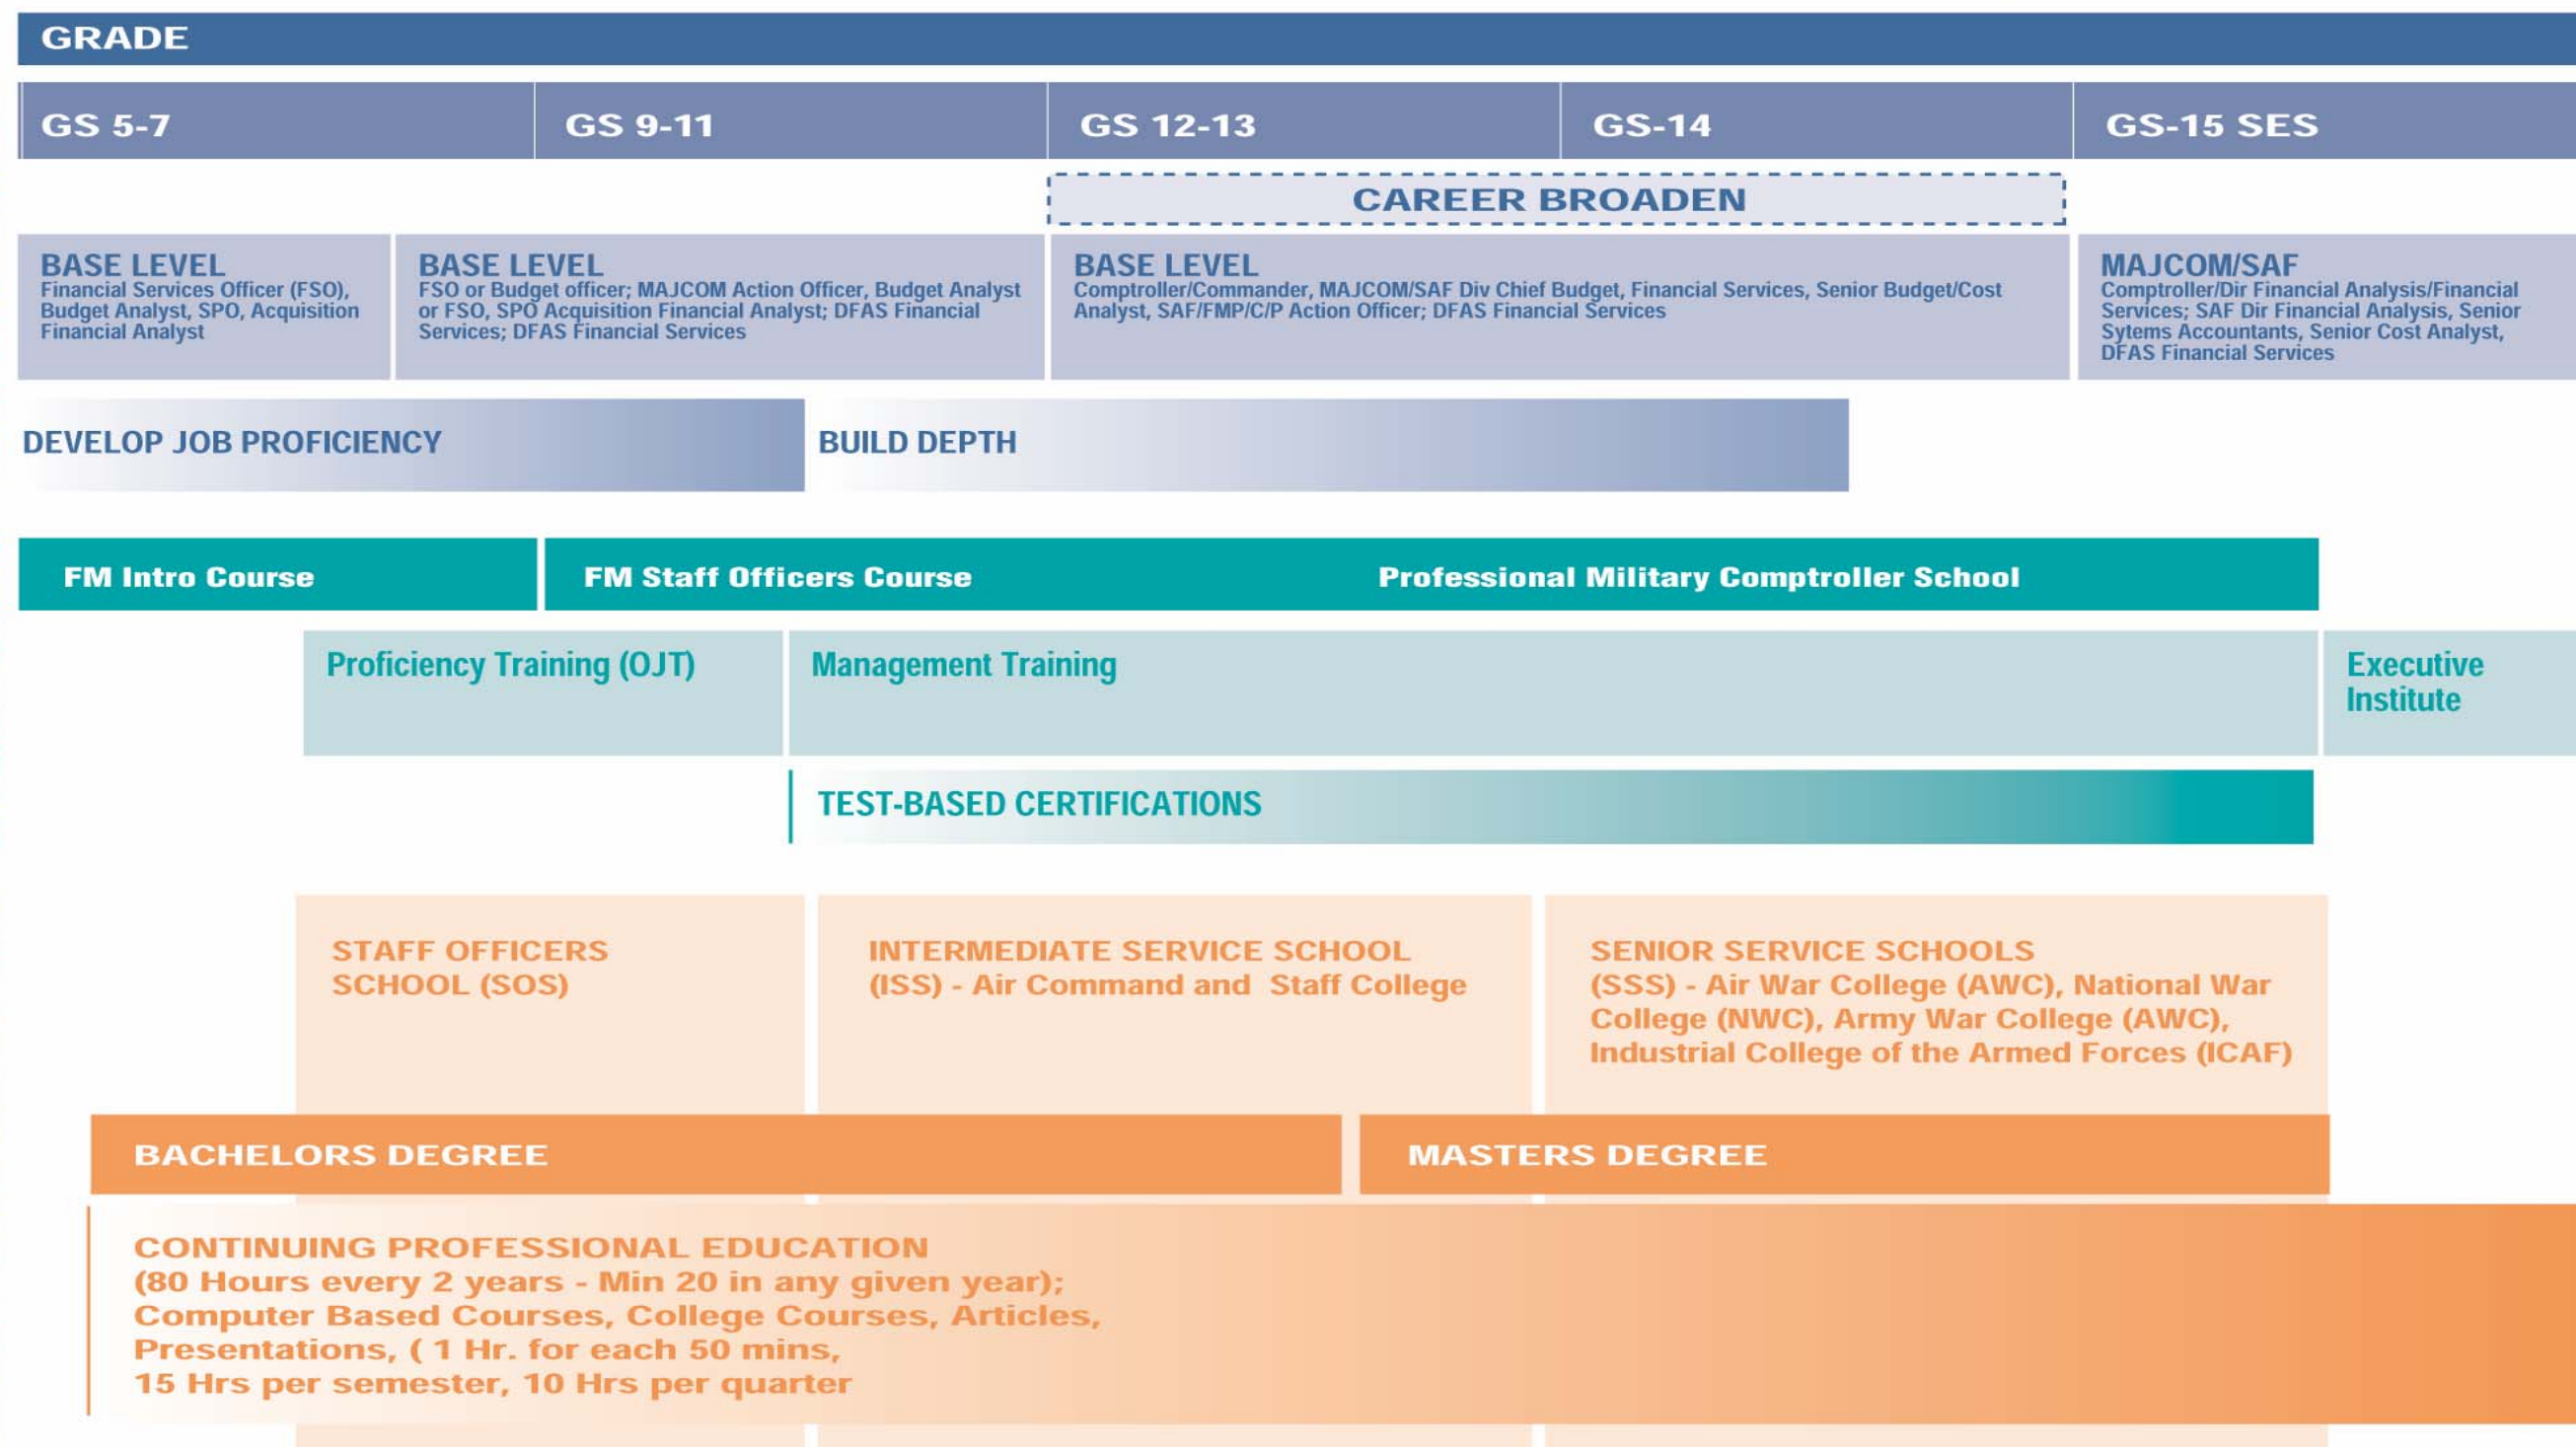 GRADE
GS 5-7
GS 9-11
GS 12-13
GS-14
GS-15 SES
CAREER BROADEN
BASE LEVEL
Financial Services Officer (FSO),
Budget Analyst, SPO, Acquisition
Financial Analyst
BASE LEVEL
FSO or Budget officer; MAJCOM Action Officer, Budget Analyst
or FSO, SPO Acquisition Financial Analyst; DFAS Financial
Services; DFAS Financial Services
BASE LEVEL
Comptroller/Commander, MAJCOM/SAF Div Chief Budget, Financial Services, Senior Budget/Cost
Analyst, SAF/FMP/C/P Action Officer; DFAS Financial Services
MAJCOM/SAF
Comptroller/Dir Financial Analysis/Financial
Services; SAF Dir Financial Analysis, Senior
Sytems Accountants, Senior Cost Analyst,
DFAS Financial Services
DEVELOP JOB PROFICIENCY
BUILD DEPTH
FM Intro Course
FM Staff Officers Course
Professional Military Comptroller School
Proficiency Training (OJT)
Management Training
Executive
Institute
TEST-BASED CERTIFICATIONS
STAFF OFFICERS
SCHOOL (SOS)
INTERMEDIATE SERVICE SCHOOL
(ISS) - Air Command and Staff College
SENIOR SERVICE SCHOOLS
(SSS) - Air War College (AWC), National War
College (NWC), Army War College (AWC),
Industrial College of the Armed Forces (ICAF)
BACHELORS DEGREE
MASTERS DEGREE
CONTINUING PROFESSIONAL EDUCATION
(80 Hours every 2 years - Min 20 in any given year);
Computer Based Courses, College Courses, Articles,
Presentations, ( 1 Hr. for each 50 mins,
15 Hrs per semester, 10 Hrs per quarter